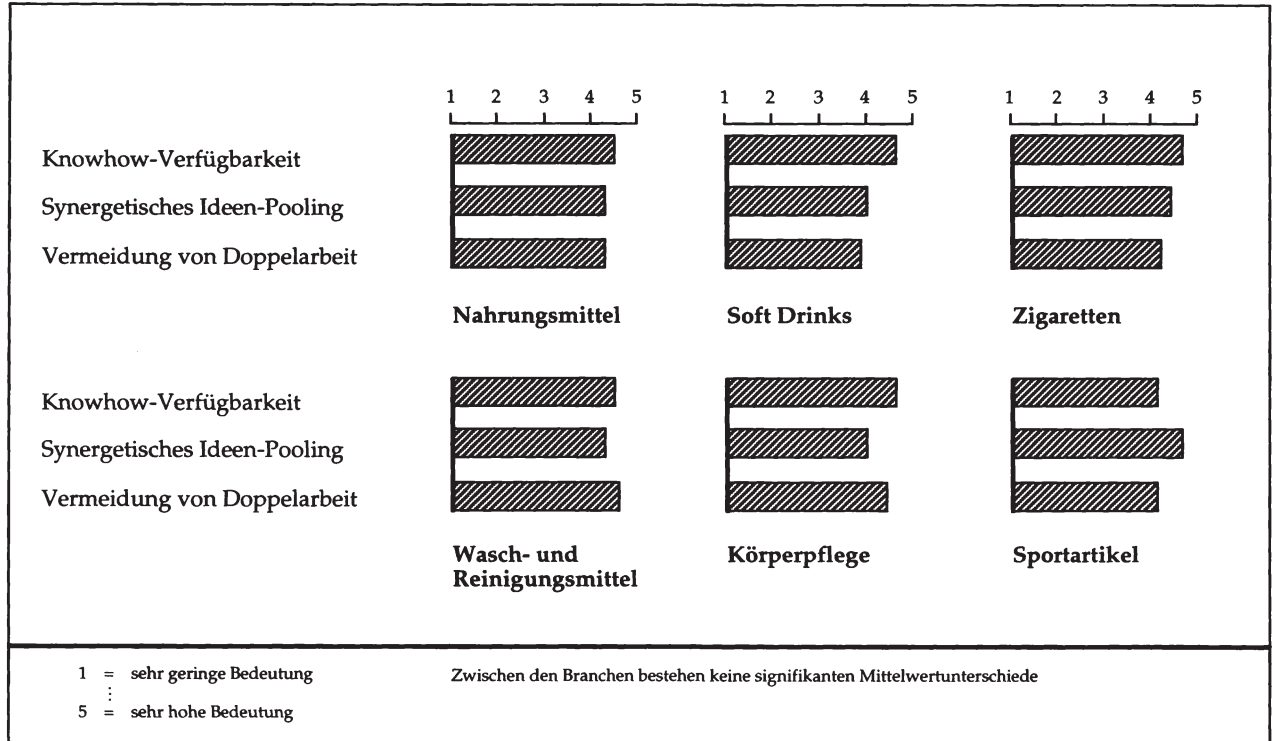 1 2 3 4 5 1 2 3 4 5 1 2 3 4 5
Knowhow-Verfügbarkeit
Synergetisches Ideen-Pooling
Vermeidung von Doppelarbeit
Nahrungsmittel Soft Drinks Zigaretten
Knowhow-Verfügbarkeit
Synergetisches Ideen-Pooling
Vermeidung von Doppelarbeit
Wasch- und Körperpflege Sportartikel
Reinigungsmittel
1 = sehr geringe Bedeutung Zwischen den Branchen bestehen keine signifikanten Mittelwertunterschiede
⋮
5 = sehr hohe Bedeutung